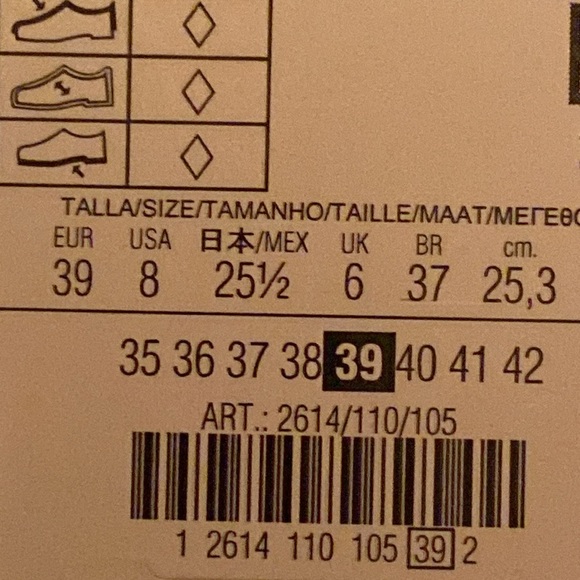 TALLA/SIZE/TAMANHO/TAILLE/MAAT/ΜΕΓΕΘΟ
EUR USA 日本/MEX UK BR cm.
39 8 25½ 6 37 25,3
35 36 37 38 39 40 41 42
ART.: 2614/110/105
1 2614 110 105 39 2